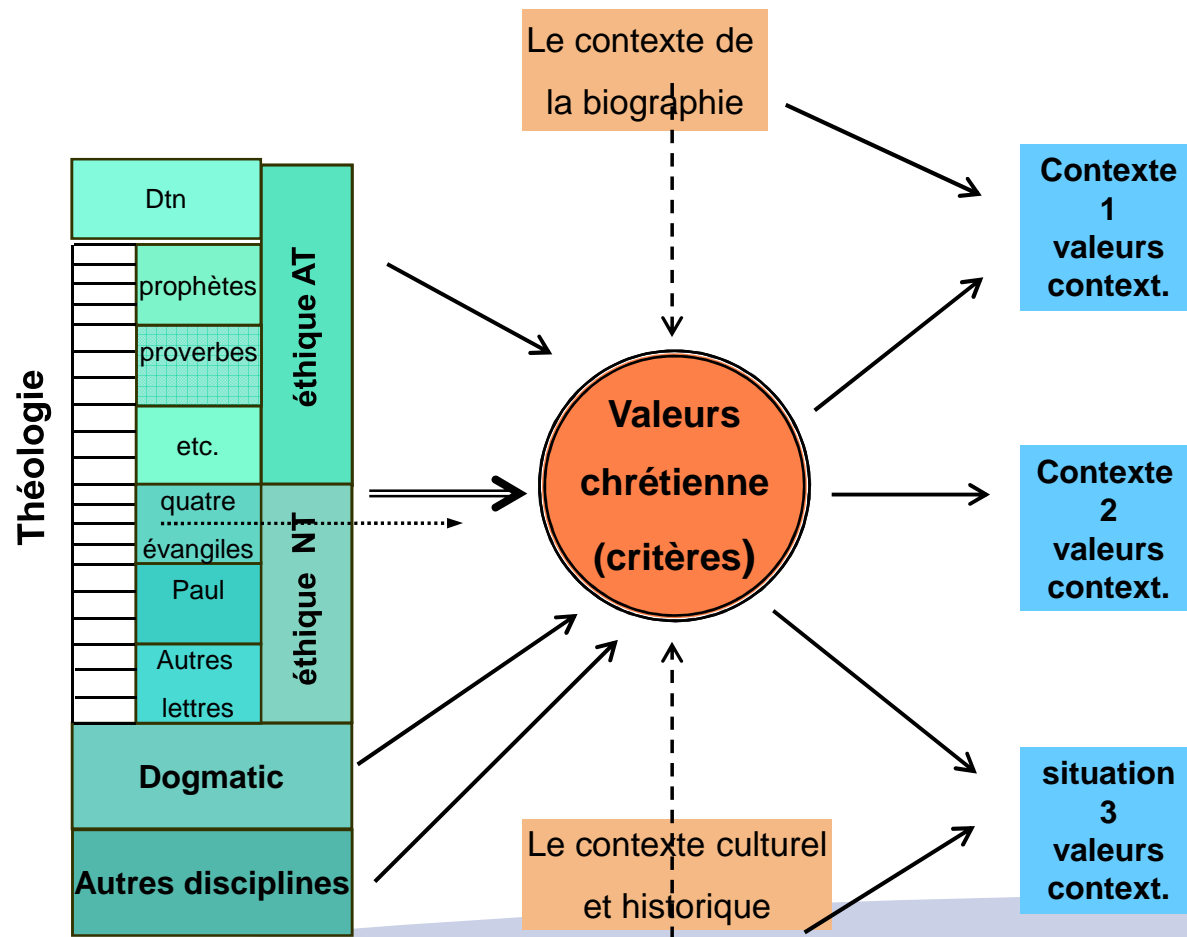 Le contexte de
la biographie
Théologie
Dtn
prophètes
proverbes
etc.
éthique AT
quatre
évangiles
Paul
Autres
lettres
éthique NT
Dogmatic
Autres disciplines
Valeurs
chrétienne
(critères)
Le contexte culturel
et historique
Contexte
1
valeurs
context.
Contexte
2
valeurs
context.
situation
3
valeurs
context.